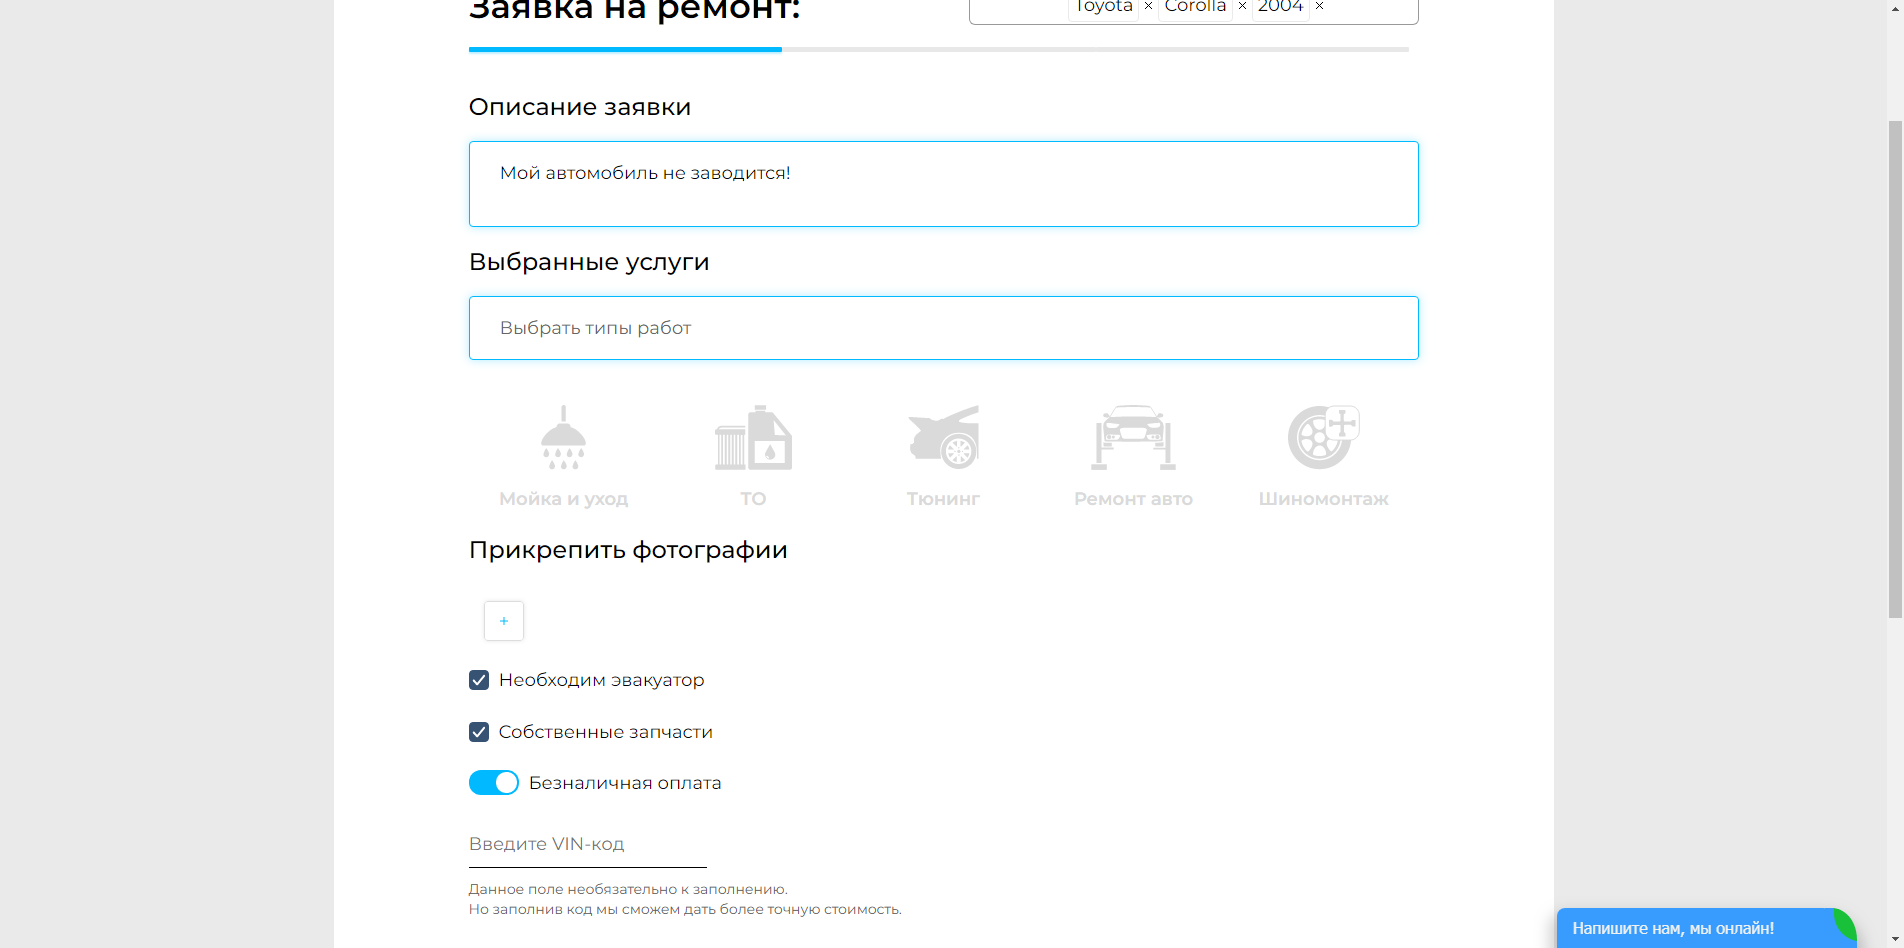 Заявка на ремонт:
Toyota × Corolla × 2004 ×
Описание заявки
Мой автомобиль не заводится!
Выбранные услуги
Выбрать типы работ
Мойка и уход
ТО
Тюнинг
Ремонт авто
Шиномонтаж
Прикрепить фотографии
+
Необходим эвакуатор
Собственные запчасти
Безналичная оплата
Введите VIN-код
Данное поле необязательно к заполнению.
Но заполнив код мы сможем дать более точную стоимость.
Напишите нам, мы онлайн!